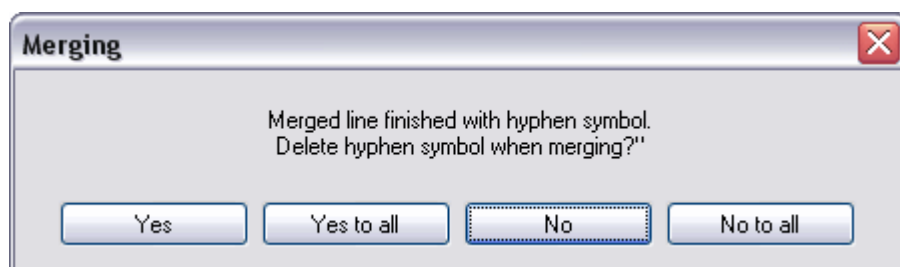 Merging
Merged line finished with hyphen symbol.
Delete hyphen symbol when merging?"
Yes Yes to all No No to all